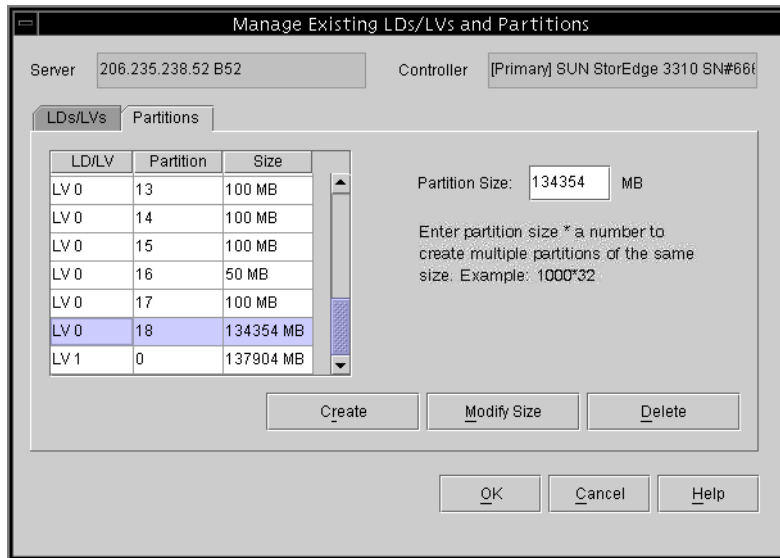 Manage Existing LDs/LVs and Partitions
Server 206.235.238.52 B52 Controller [Primary] SUN StorEdge 3310 SN#666
LDs/LVs Partitions
LD/LV Partition Size
LV 0 13 100 MB
LV 0 14 100 MB
LV 0 15 100 MB
LV 0 16 50 MB
LV 0 17 100 MB
LV 0 18 134354 MB
LV 1 0 137904 MB
Partition Size: 134354 MB
Enter partition size * a number to
create multiple partitions of the same
size. Example: 1000*32
Create Modify Size Delete
OK Cancel Help